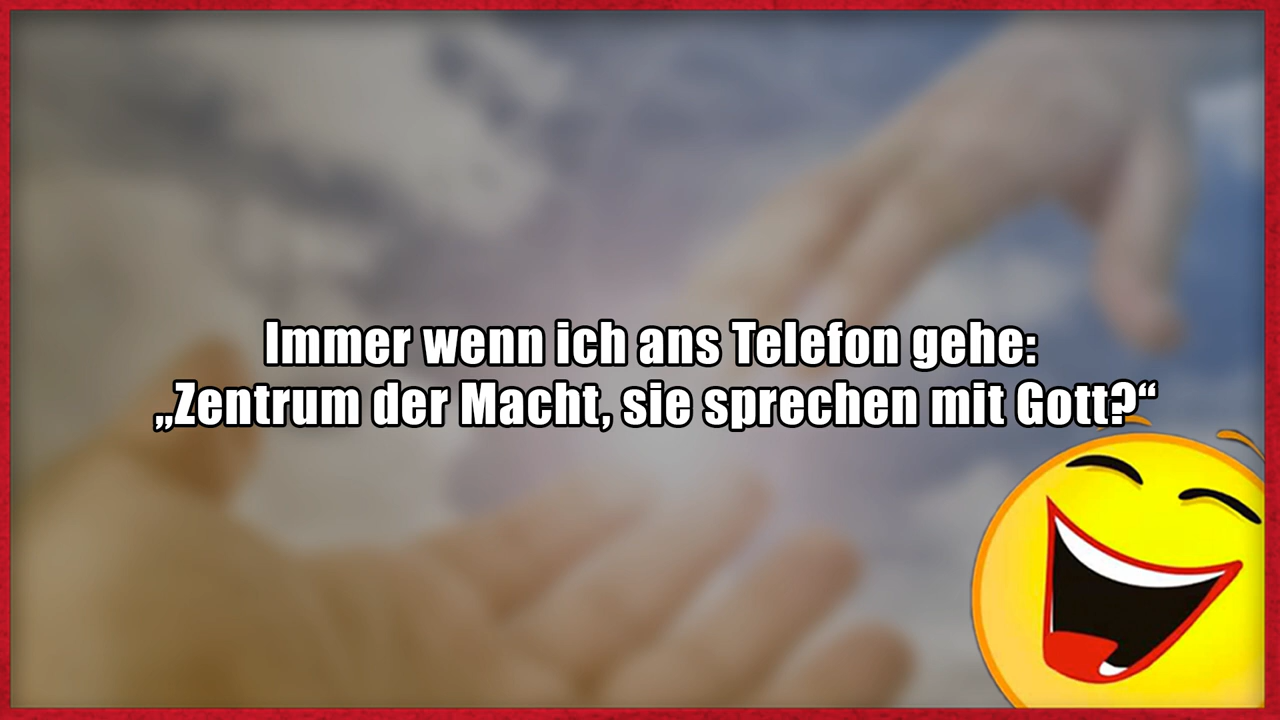 Immer wenn ich ans Telefon gehe:
„Zentrum der Macht, sie sprechen mit Gott?“